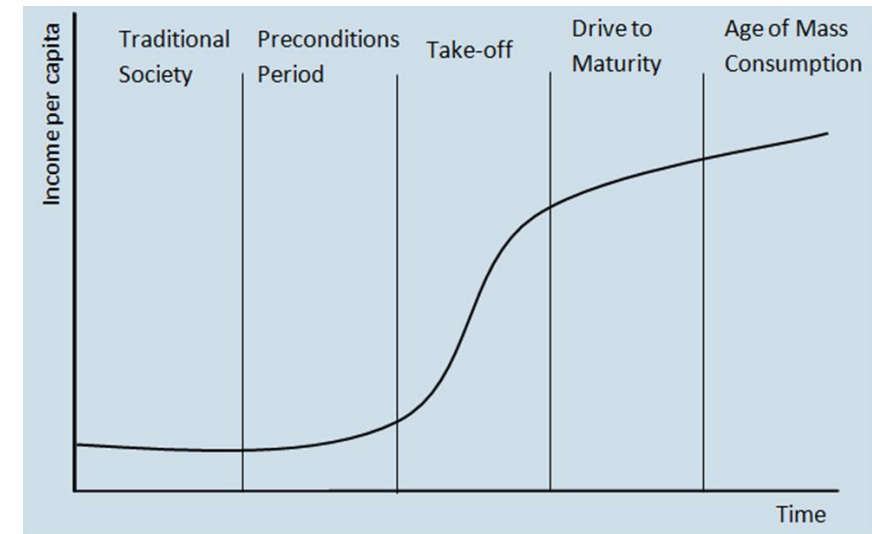 Income per capita
Traditional
Society
Preconditions
Period
Take-off
Drive to
Maturity
Age of Mass
Consumption
Time